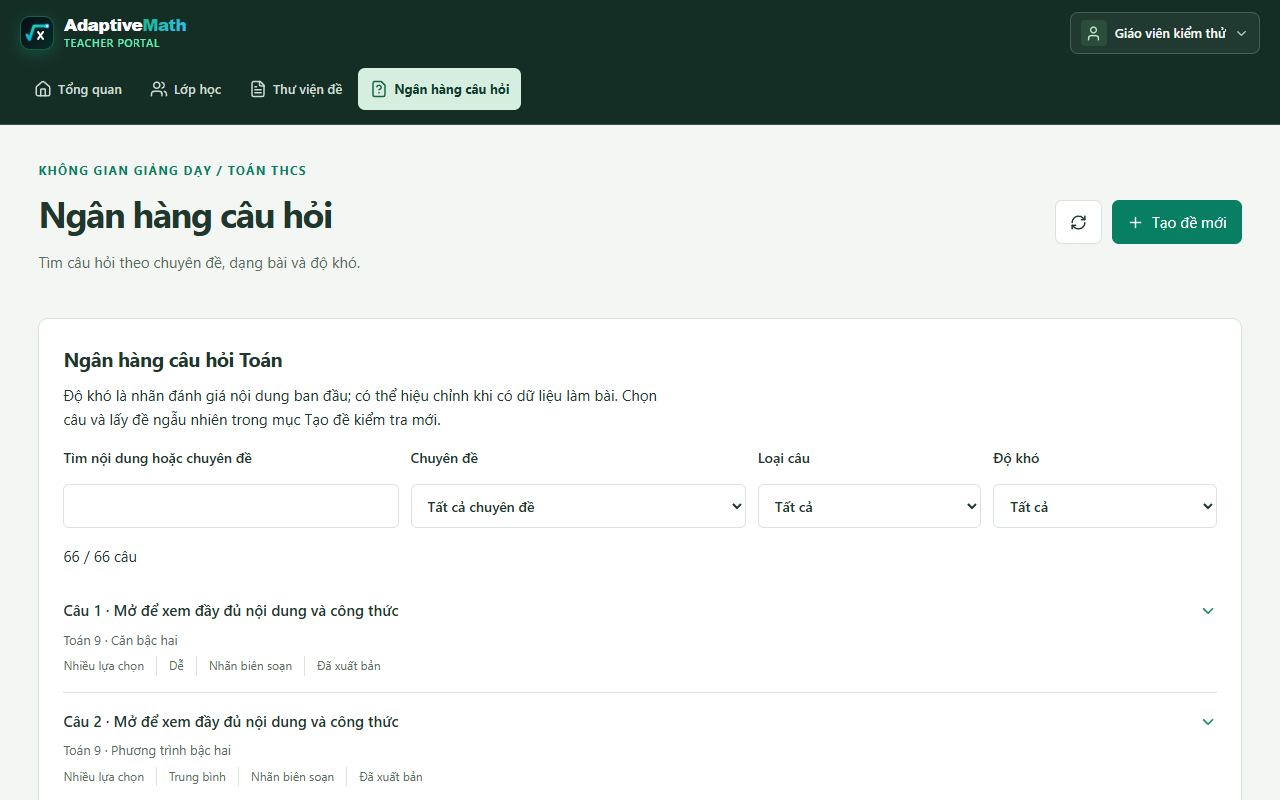 AdaptiveMath
TEACHER PORTAL
Giáo viên kiểm thử
Tổng quan
Lớp học
Thư viện đề
Ngân hàng câu hỏi
KHÔNG GIAN GIẢNG DẠY / TOÁN THCS
Ngân hàng câu hỏi
Tạo đề mới
Tìm câu hỏi theo chuyên đề, dạng bài và độ khó.
Ngân hàng câu hỏi Toán
Độ khó là nhãn đánh giá nội dung ban đầu; có thể hiệu chỉnh khi có dữ liệu làm bài. Chọn
câu và lấy đề ngẫu nhiên trong mục Tạo đề kiểm tra mới.
Tìm nội dung hoặc chuyên đề
Chuyên đề
Loại câu
Độ khó
Tất cả chuyên đề
Tất cả
Tất cả
66 / 66 câu
Câu 1 · Mở để xem đầy đủ nội dung và công thức
Toán 9 · Căn bậc hai
Nhiều lựa chọn
Dễ
Nhãn biên soạn
Đã xuất bản
Câu 2 · Mở để xem đầy đủ nội dung và công thức
Toán 9 · Phương trình bậc hai
Nhiều lựa chọn
Trung bình
Nhãn biên soạn
Đã xuất bản